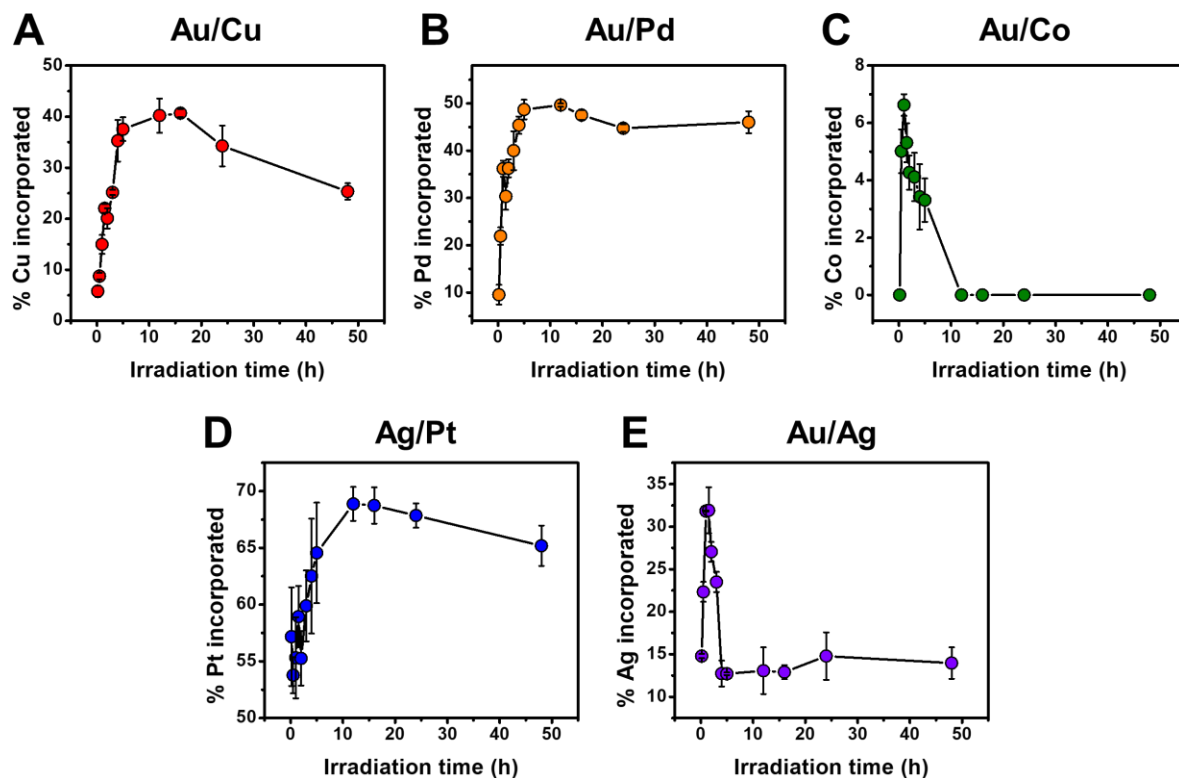 A
Au/Cu
% Cu incorporated
50
40
30
20
10
0
0 10 20 30 40 50
Irradiation time (h)
B
Au/Pd
% Pd incorporated
50
40
30
20
10
0 10 20 30 40 50
Irradiation time (h)
C
Au/Co
% Co incorporated
8
6
4
2
0
0 10 20 30 40 50
Irradiation time (h)
D
Ag/Pt
% Pt incorporated
70
65
60
55
50
0 10 20 30 40 50
Irradiation time (h)
E
Au/Ag
% Ag incorporated
35
30
25
20
15
10
0 10 20 30 40 50
Irradiation time (h)